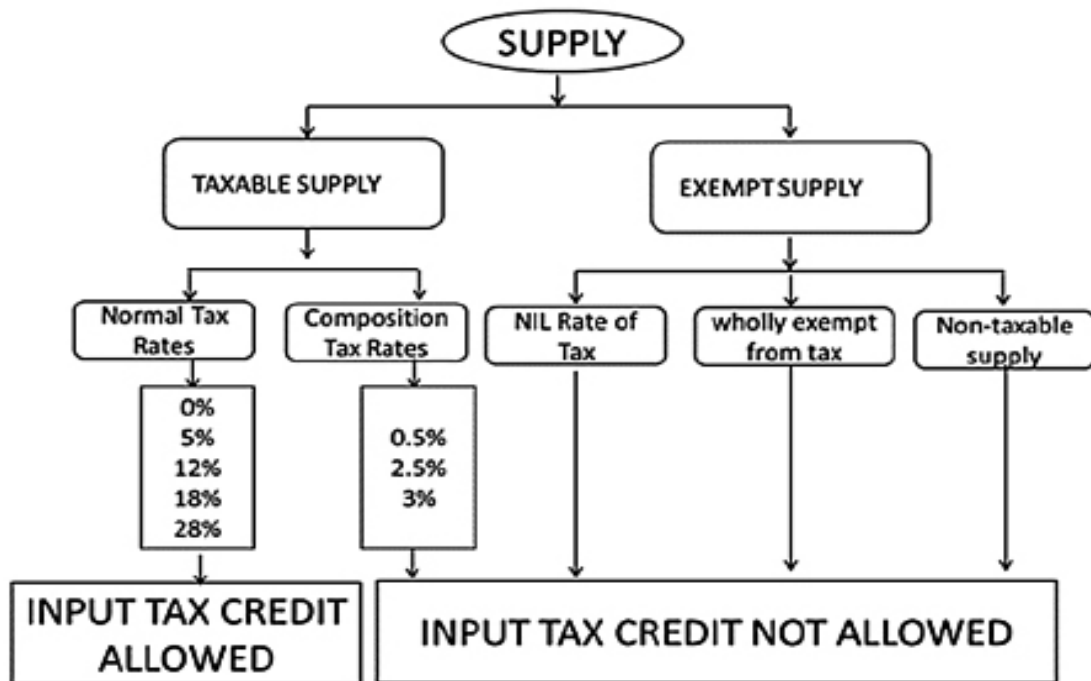 SUPPLY
TAXABLE SUPPLY
EXEMPT SUPPLY
Normal Tax
Rates
Composition
Tax Rates
NIL Rate of
Tax
wholly exempt
from tax
Non-taxable
supply
0%
5%
12%
18%
28%
0.5%
2.5%
3%
INPUT TAX CREDIT
ALLOWED
INPUT TAX CREDIT NOT ALLOWED